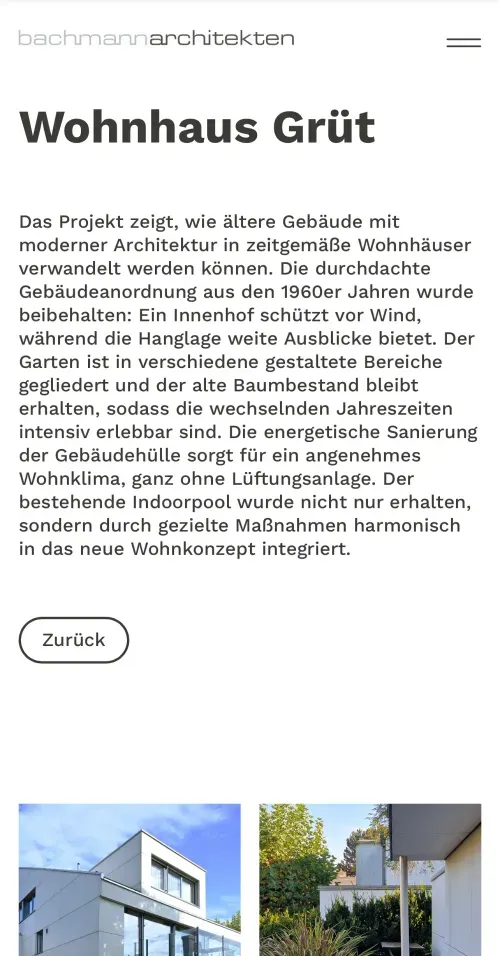 bachmannarchitekten
Wohnhaus Grüt
Das Projekt zeigt, wie ältere Gebäude mit
moderner Architektur in zeitgemäße Wohnhäuser
verwandelt werden können. Die durchdachte
Gebäudeanordnung aus den 1960er Jahren wurde
beibehalten: Ein Innenhof schützt vor Wind,
während die Hanglage weite Ausblicke bietet. Der
Garten ist in verschiedene gestaltete Bereiche
gegliedert und der alte Baumbestand bleibt
erhalten, sodass die wechselnden Jahreszeiten
intensiv erlebbar sind. Die energetische Sanierung
der Gebäudehülle sorgt für ein angenehmes
Wohnklima, ganz ohne Lüftungsanlage. Der
bestehende Indoorpool wurde nicht nur erhalten,
sondern durch gezielte Maßnahmen harmonisch
in das neue Wohnkonzept integriert.
Zurück